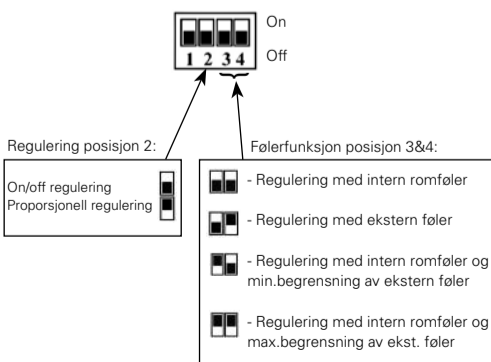 On
Off
1 2 3 4
Regulering posisjon 2:
On/off regulering
Proporsjonell regulering
Følerfunksjon posisjon 3&4:
- Regulering med intern romføler
- Regulering med ekstern føler
- Regulering med intern romføler og
min.begrensning av ekstern føler
- Regulering med intern romføler og
max.begrensning av ekst. føler